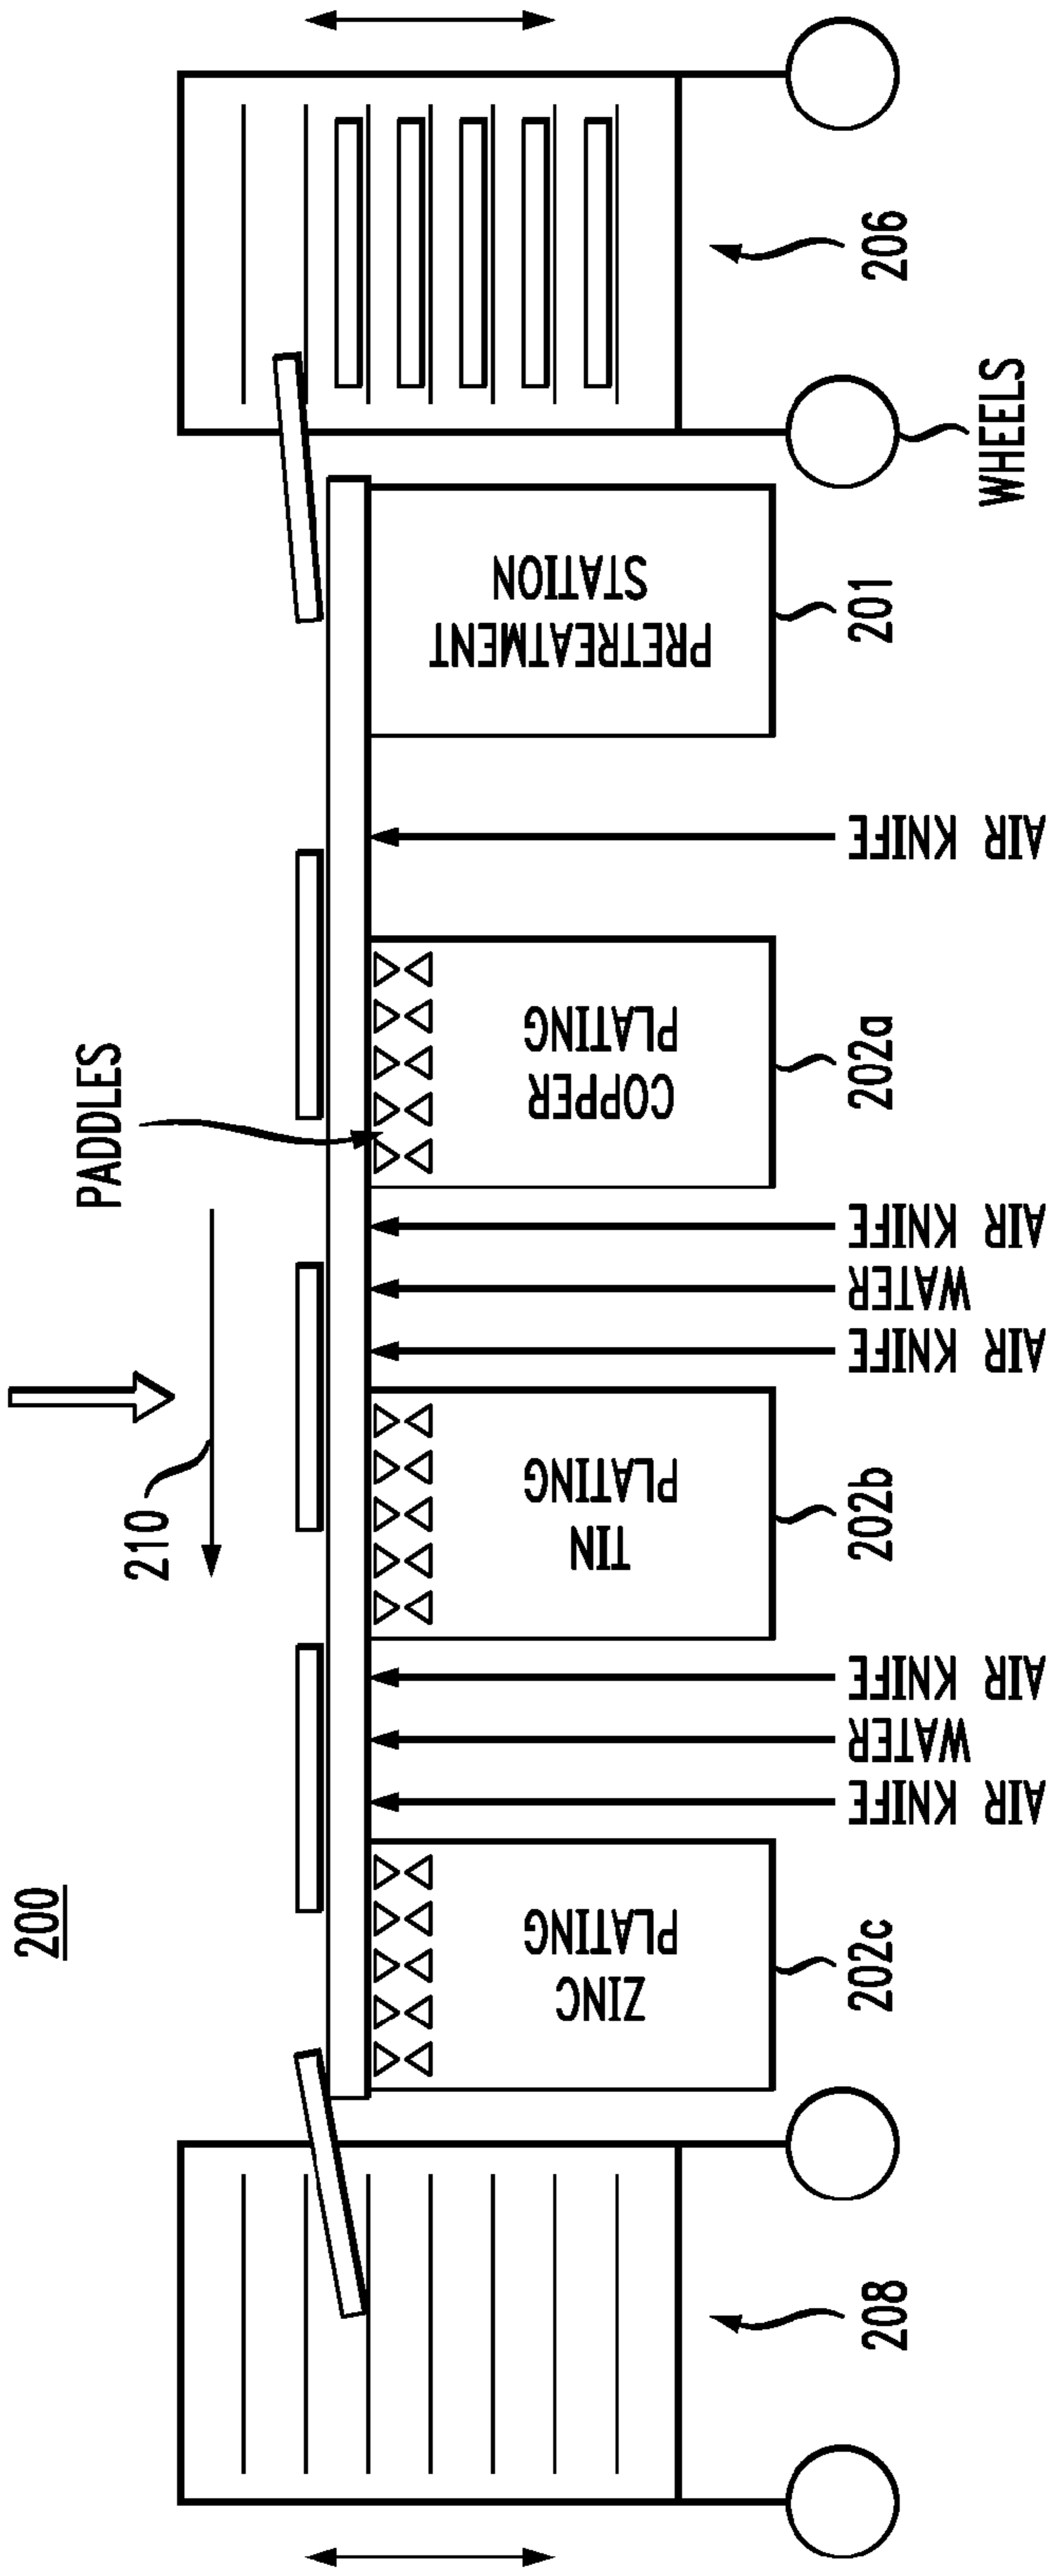 200
210
PADDLES
208
ZINC
PLATING
202c
AIR KNIFE
WATER
AIR KNIFE
TIN
PLATING
202b
AIR KNIFE
WATER
AIR KNIFE
COPPER
PLATING
202a
AIR KNIFE
PRETREATMENT
STATION
201
WHEELS
206